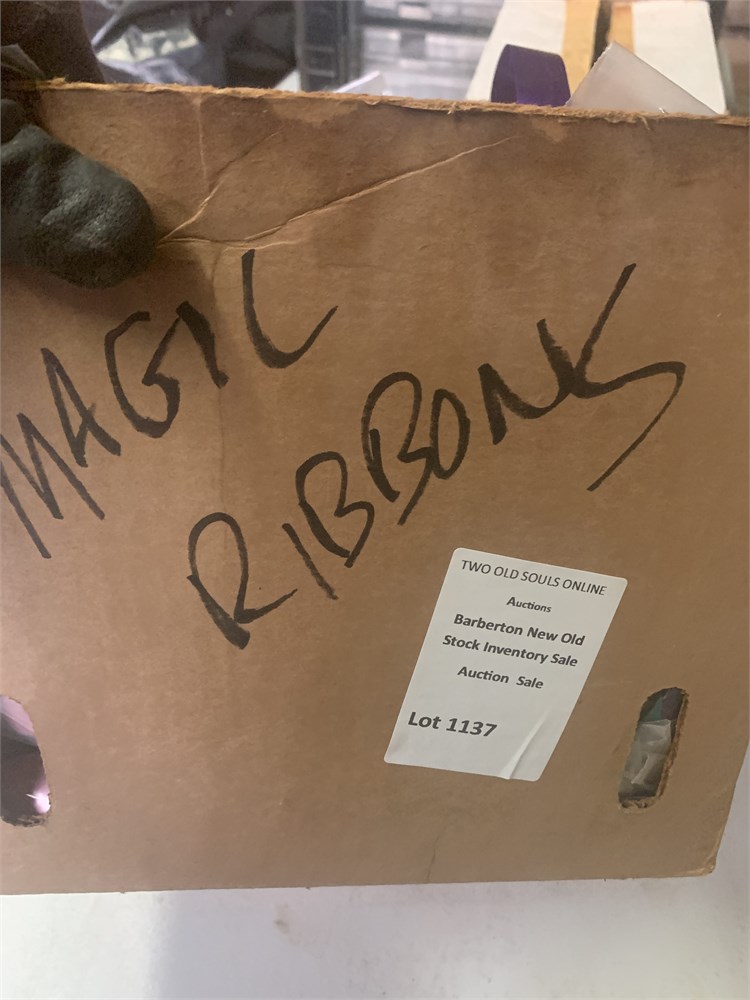 MAGIC
RIBBONS
TWO OLD SOULS ONLINE
Auctions
Barberton New Old
Stock Inventory Sale
Auction Sale
Lot 1137